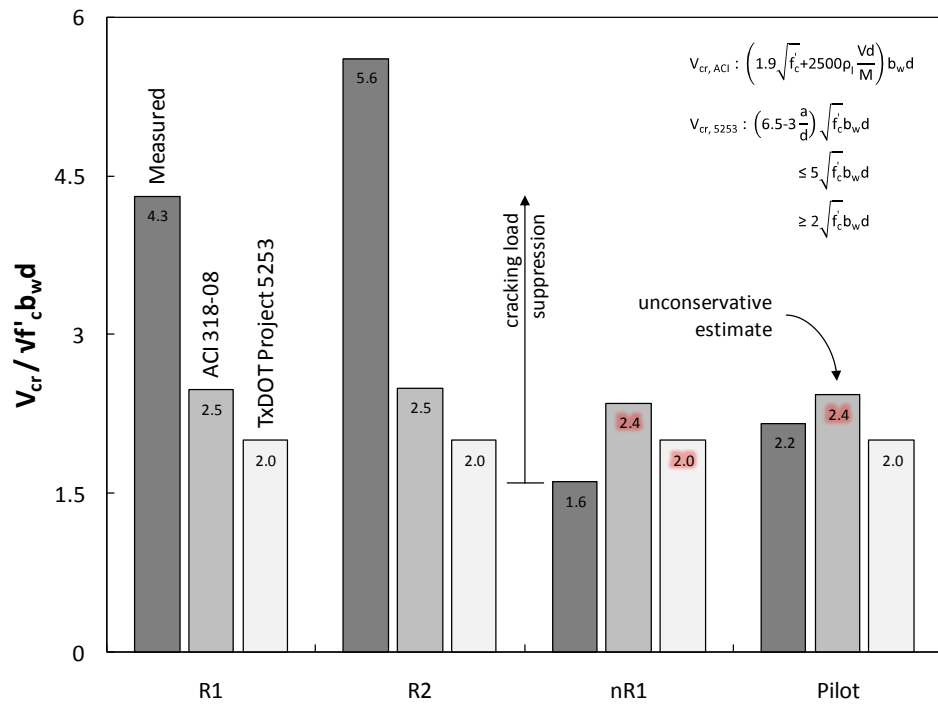 6
4.5
3
1.5
0
V_cr / √f'_c b_w d
R1
R2
nR1
Pilot
Measured
ACI 318-08
TxDOT Project 5253
4.3
2.5
2.0
5.6
2.5
2.0
cracking load
suppression
1.6
2.4
2.0
unconservative
estimate
2.2
2.4
2.0
V_cr, ACI : (1.9√f'_c+2500ρ_l Vd/M) b_w d
V_cr, 5253 : (6.5-3 a/d) √f'_c b_w d
≤ 5√f'_c b_w d
≥ 2√f'_c b_w d